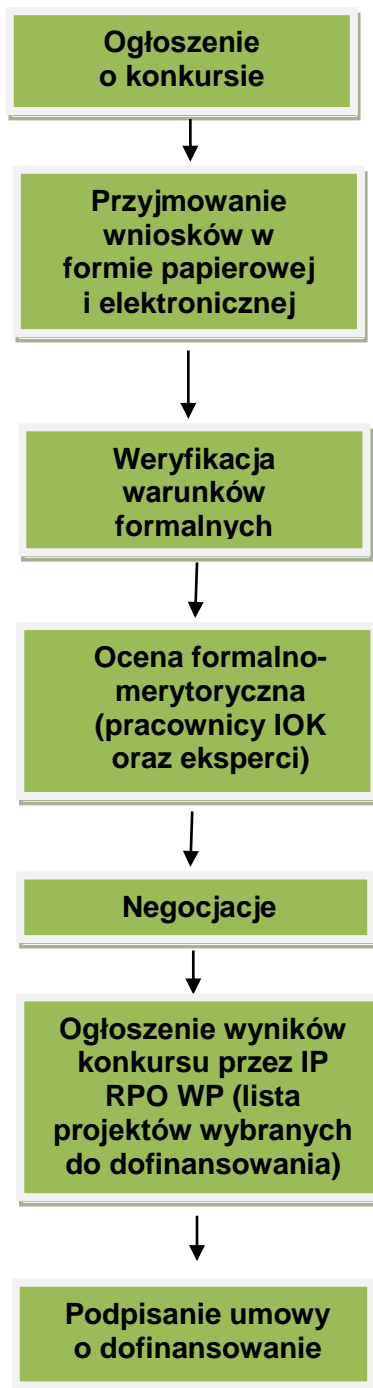 Ogłoszenie
o konkursie
Przyjmowanie
wniosków w
formie papierowej
i elektronicznej
Weryfikacja
warunków
formalnych
Ocena formalno-
merytoryczna
(pracownicy IOK
oraz eksperci)
Negocjacje
Ogłoszenie wyników
konkursu przez IP
RPO WP (lista
projektów wybranych
do dofinansowania)
Podpisanie umowy
o dofinansowanie